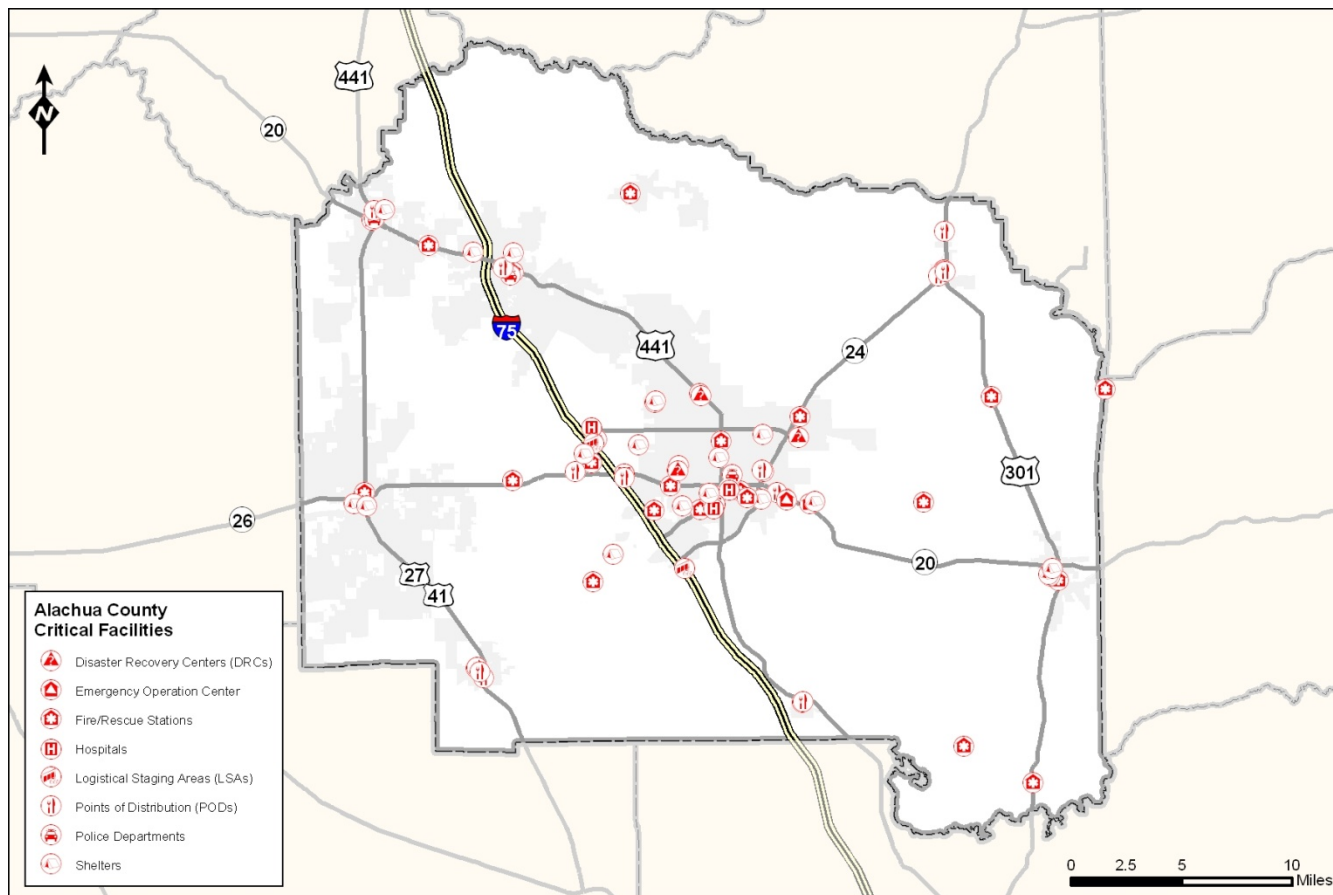 N
441
20
75
441
24
301
26
27
41
20
Alachua County
Critical Facilities
Disaster Recovery Centers (DRCs)
Emergency Operation Center
Fire/Rescue Stations
H
Hospitals
Logistical Staging Areas (LSAs)
Points of Distribution (PODs)
Police Departments
Shelters
0 2.5 5 10
Miles